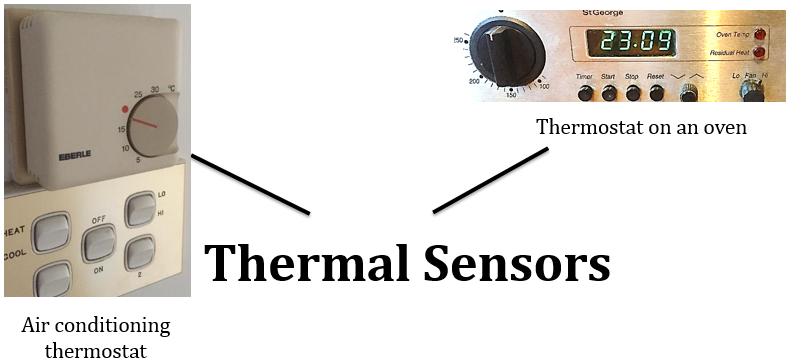 StGeorge
23.09
Oven Temp
Residual Heat
250
200
150
100
Timer Start Stop Reset Lo Fan Hi
Thermostat on an oven
25 30 °C
15
10
5
EBERLE
HEAT
COOL
OFF
ON
LO
HI
2
Thermal Sensors
Air conditioning
thermostat